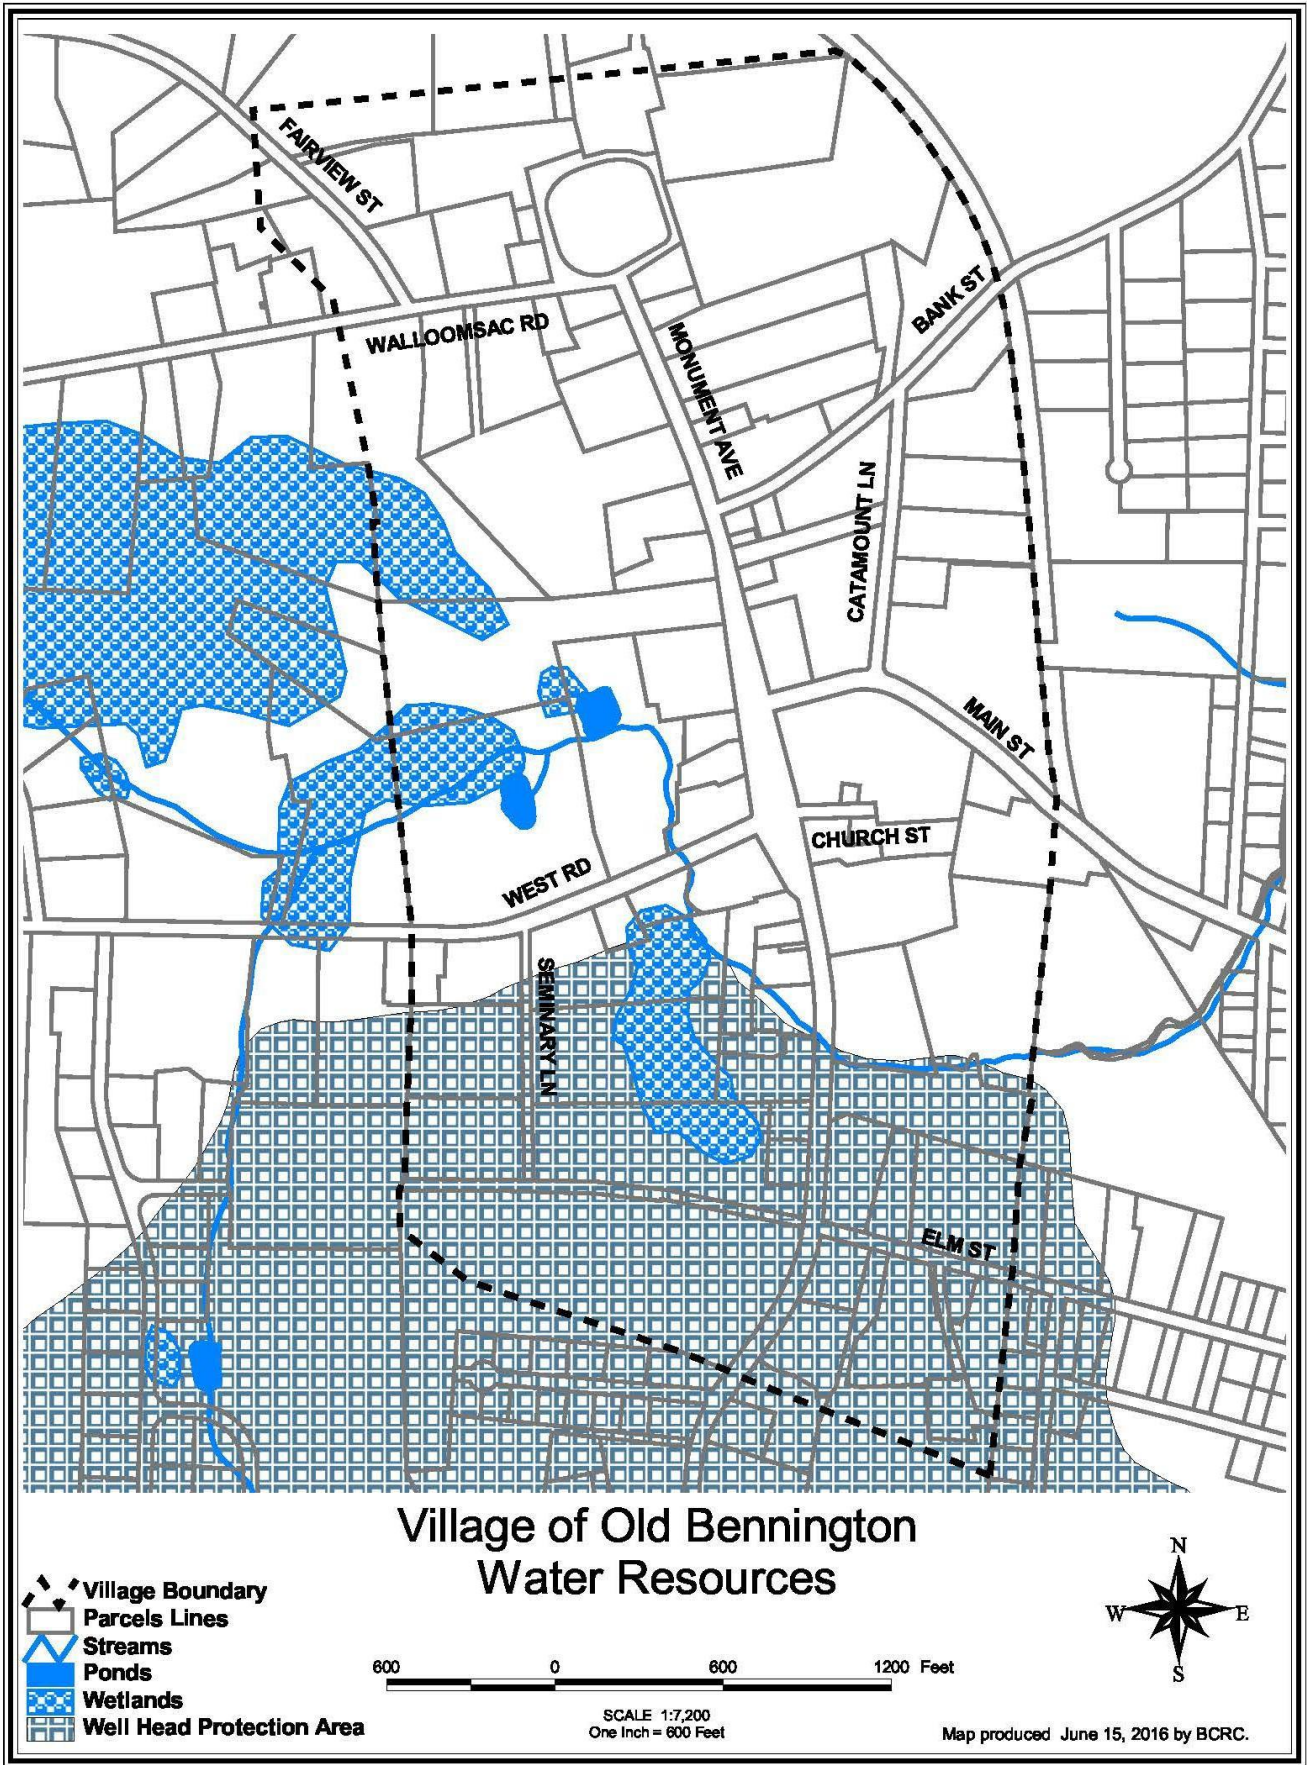 FAIRVIEW ST
WALLOOMSAC RD
MONUMENT AVE
BANK ST
CATAMOUNT LN
MAIN ST
CHURCH ST
WEST RD
SEMINARY LN
ELM ST
Village of Old Bennington
Water Resources
Village Boundary
Parcels Lines
Streams
Ponds
Wetlands
Well Head Protection Area
600 0 600 1200 Feet
SCALE 1:7,200
One Inch = 600 Feet
N
W E
S
Map produced June 15, 2016 by BCRC.